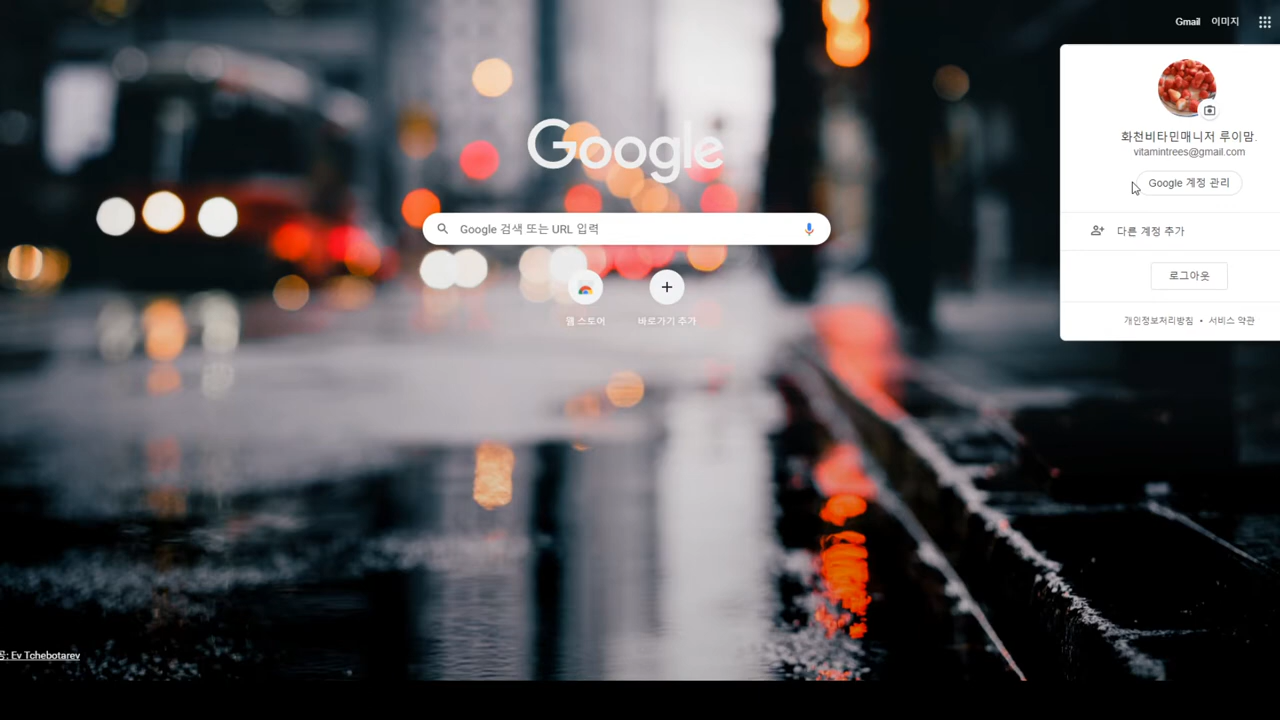 Gmail 이미지
Google
화천비타민매니저 루이맘.
vitamintrees@gmail.com
Google 계정 관리
Google 검색 또는 URL 입력
다른 계정 추가
로그아웃
웹 스토어 바로가기 추가
개인정보처리방침 • 서비스 약관
공: Ev Tchebotarev